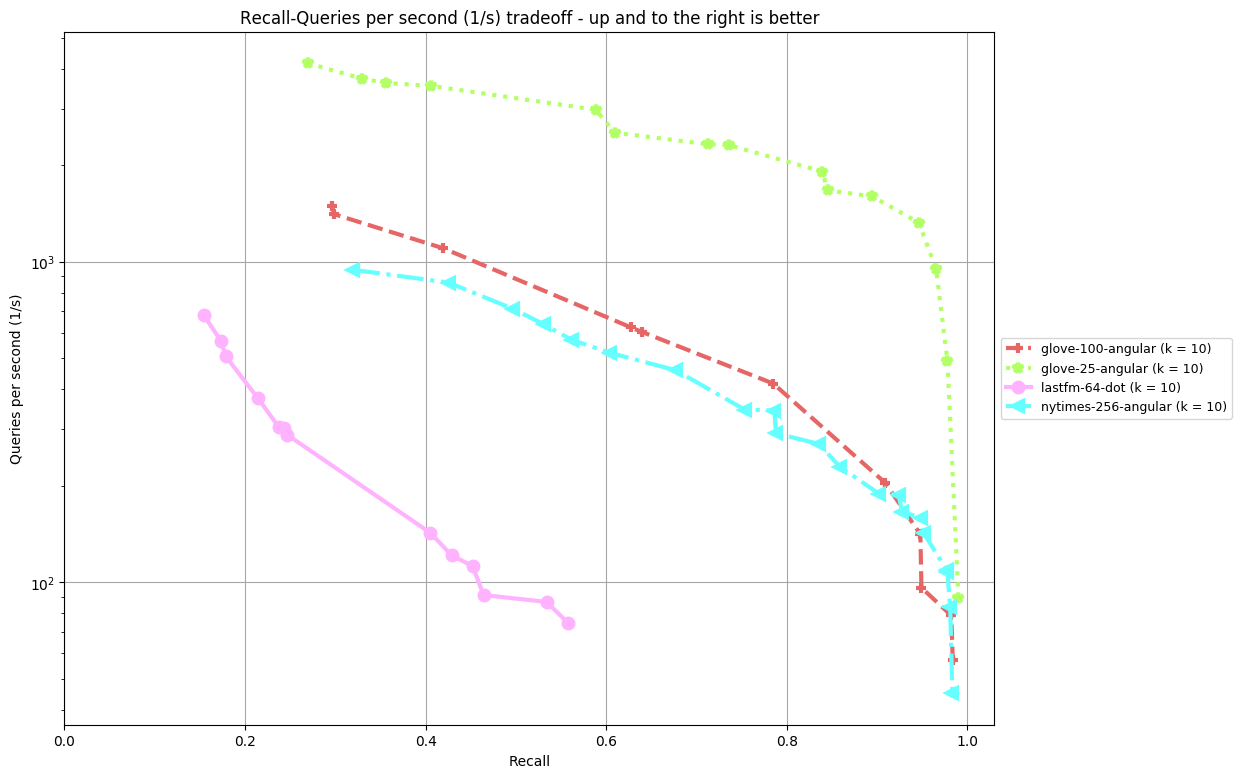 Recall-Queries per second (1/s) tradeoff - up and to the right is better
Queries per second (1/s)
10³
10²
0.0 0.2 0.4 0.6 0.8 1.0
Recall
glove-100-angular (k = 10)
glove-25-angular (k = 10)
lastfm-64-dot (k = 10)
nytimes-256-angular (k = 10)